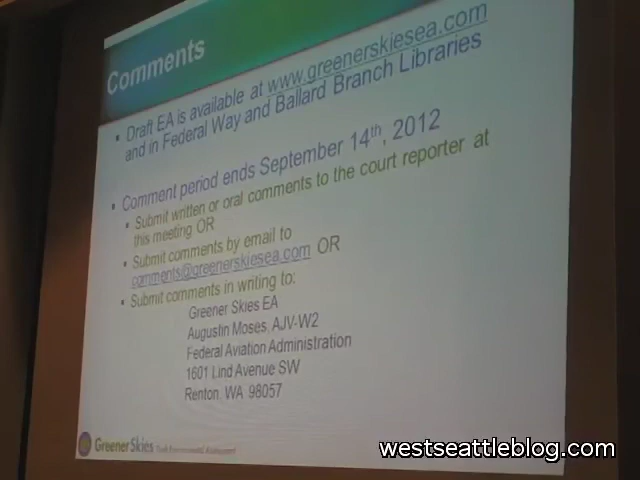 Comments
• Draft EA is available at www.greenerskiesea.com
and in Federal Way and Ballard Branch Libraries
• Comment period ends September 14th, 2012
• Submit written or oral comments to the court reporter at
this meeting OR
• Submit comments by email to
comments@greenerskiesea.com OR
• Submit comments in writing to:
Greener Skies EA
Augustin Moses, AJV-W2
Federal Aviation Administration
1601 Lind Avenue SW
Renton, WA 98057
Greener Skies Draft Environmental Assessment
westseattleblog.com